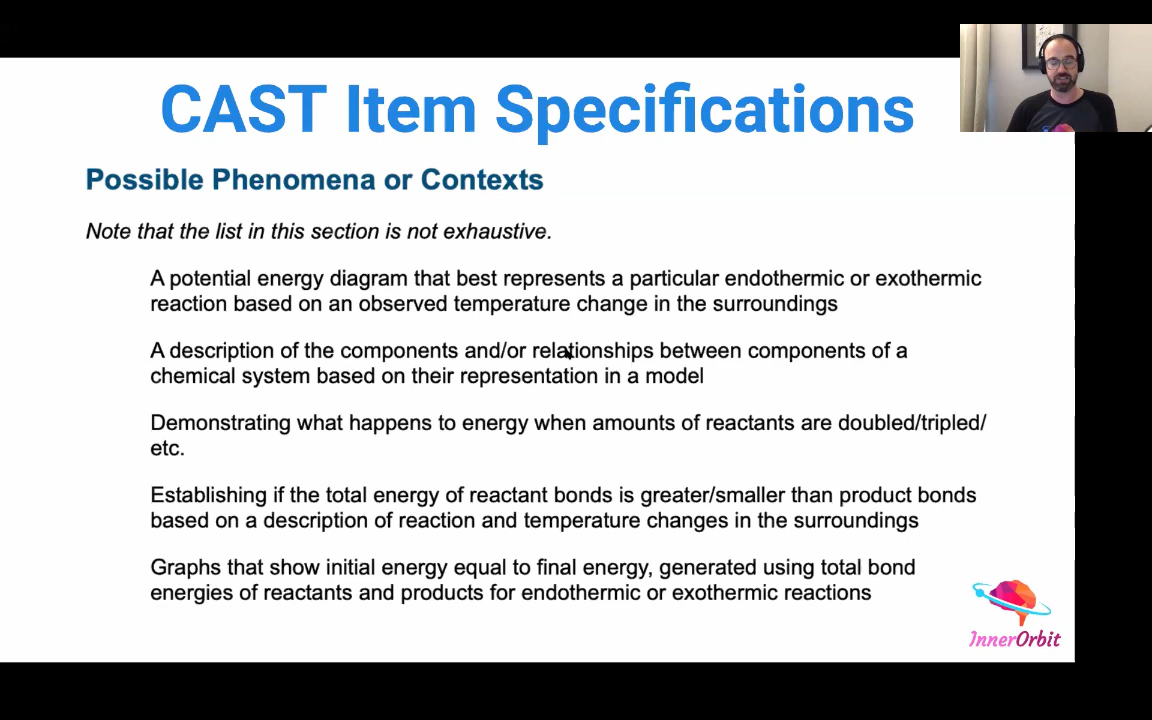 CAST Item Specifications
Possible Phenomena or Contexts
Note that the list in this section is not exhaustive.
A potential energy diagram that best represents a particular endothermic or exothermic
reaction based on an observed temperature change in the surroundings
A description of the components and/or relationships between components of a
chemical system based on their representation in a model
Demonstrating what happens to energy when amounts of reactants are doubled/tripled/
etc.
Establishing if the total energy of reactant bonds is greater/smaller than product bonds
based on a description of reaction and temperature changes in the surroundings
Graphs that show initial energy equal to final energy, generated using total bond
energies of reactants and products for endothermic or exothermic reactions
InnerOrbit